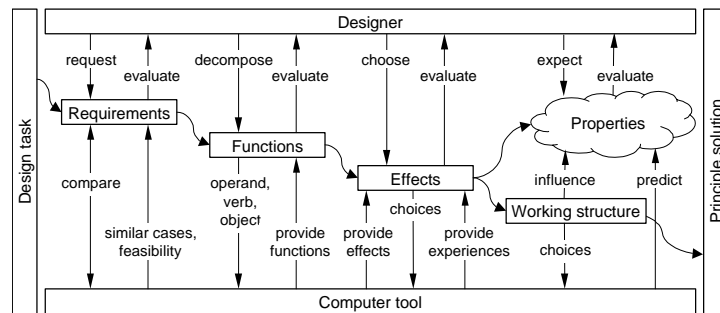 Designer
request
evaluate
decompose
evaluate
choose
evaluate
expect
evaluate
Design task
Requirements
Functions
Effects
Properties
Working structure
Principle solution
compare
similar cases,
feasibility
operand,
verb,
object
provide
functions
provide
effects
choices
provide
experiences
influence
choices
predict
Computer tool